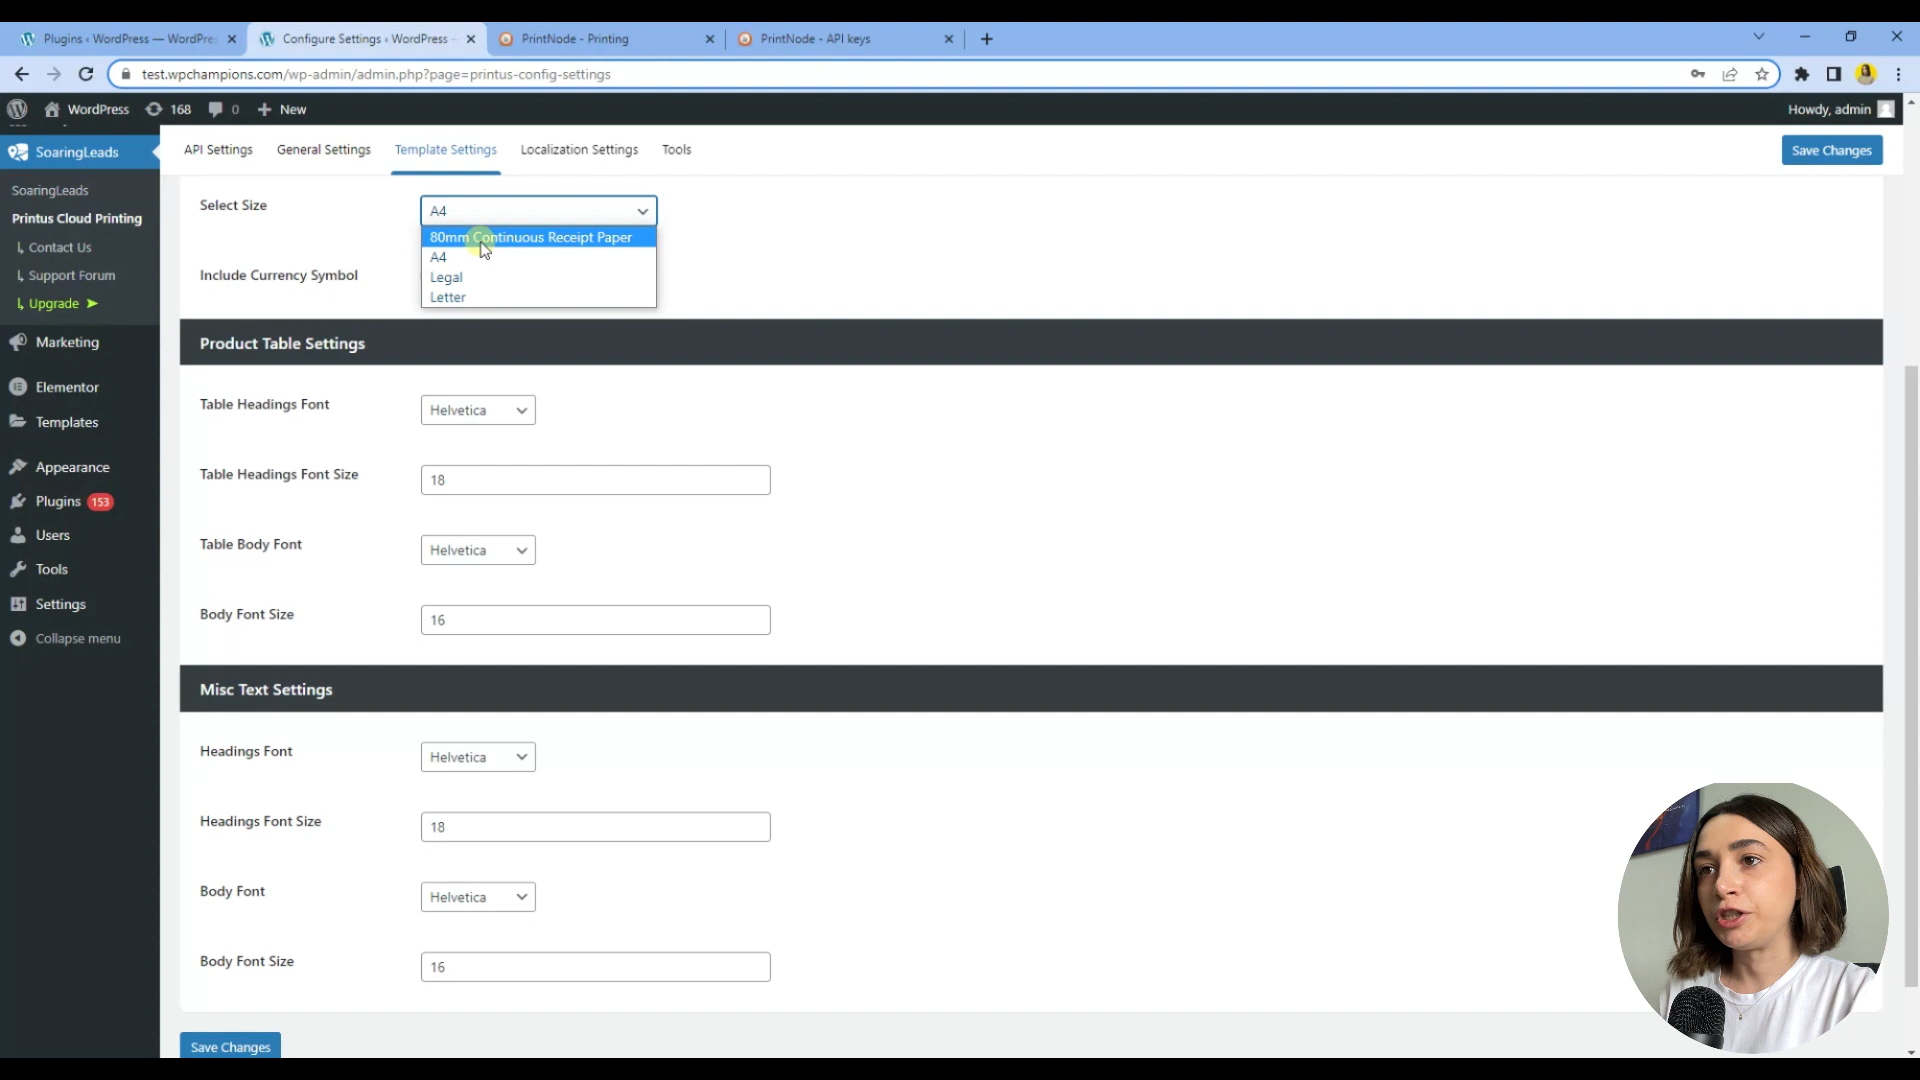 Plugins ‹ WordPress — WordPres
Configure Settings ‹ WordPress -
PrintNode - Printing
PrintNode - API keys
test.wpchampions.com/wp-admin/admin.php?page=printus-config-settings
WordPress
168
0
New
Howdy, admin
SoaringLeads
API Settings
General Settings
Template Settings
Localization Settings
Tools
Save Changes
SoaringLeads
Printus Cloud Printing
Contact Us
Support Forum
Upgrade ➤
Marketing
Elementor
Templates
Appearance
Plugins 153
Users
Tools
Settings
Collapse menu
Select Size
A4
80mm Continuous Receipt Paper
A4
Legal
Letter
Include Currency Symbol
Product Table Settings
Table Headings Font
Helvetica
Table Headings Font Size
18
Table Body Font
Helvetica
Body Font Size
16
Misc Text Settings
Headings Font
Helvetica
Headings Font Size
18
Body Font
Helvetica
Body Font Size
16
Save Changes